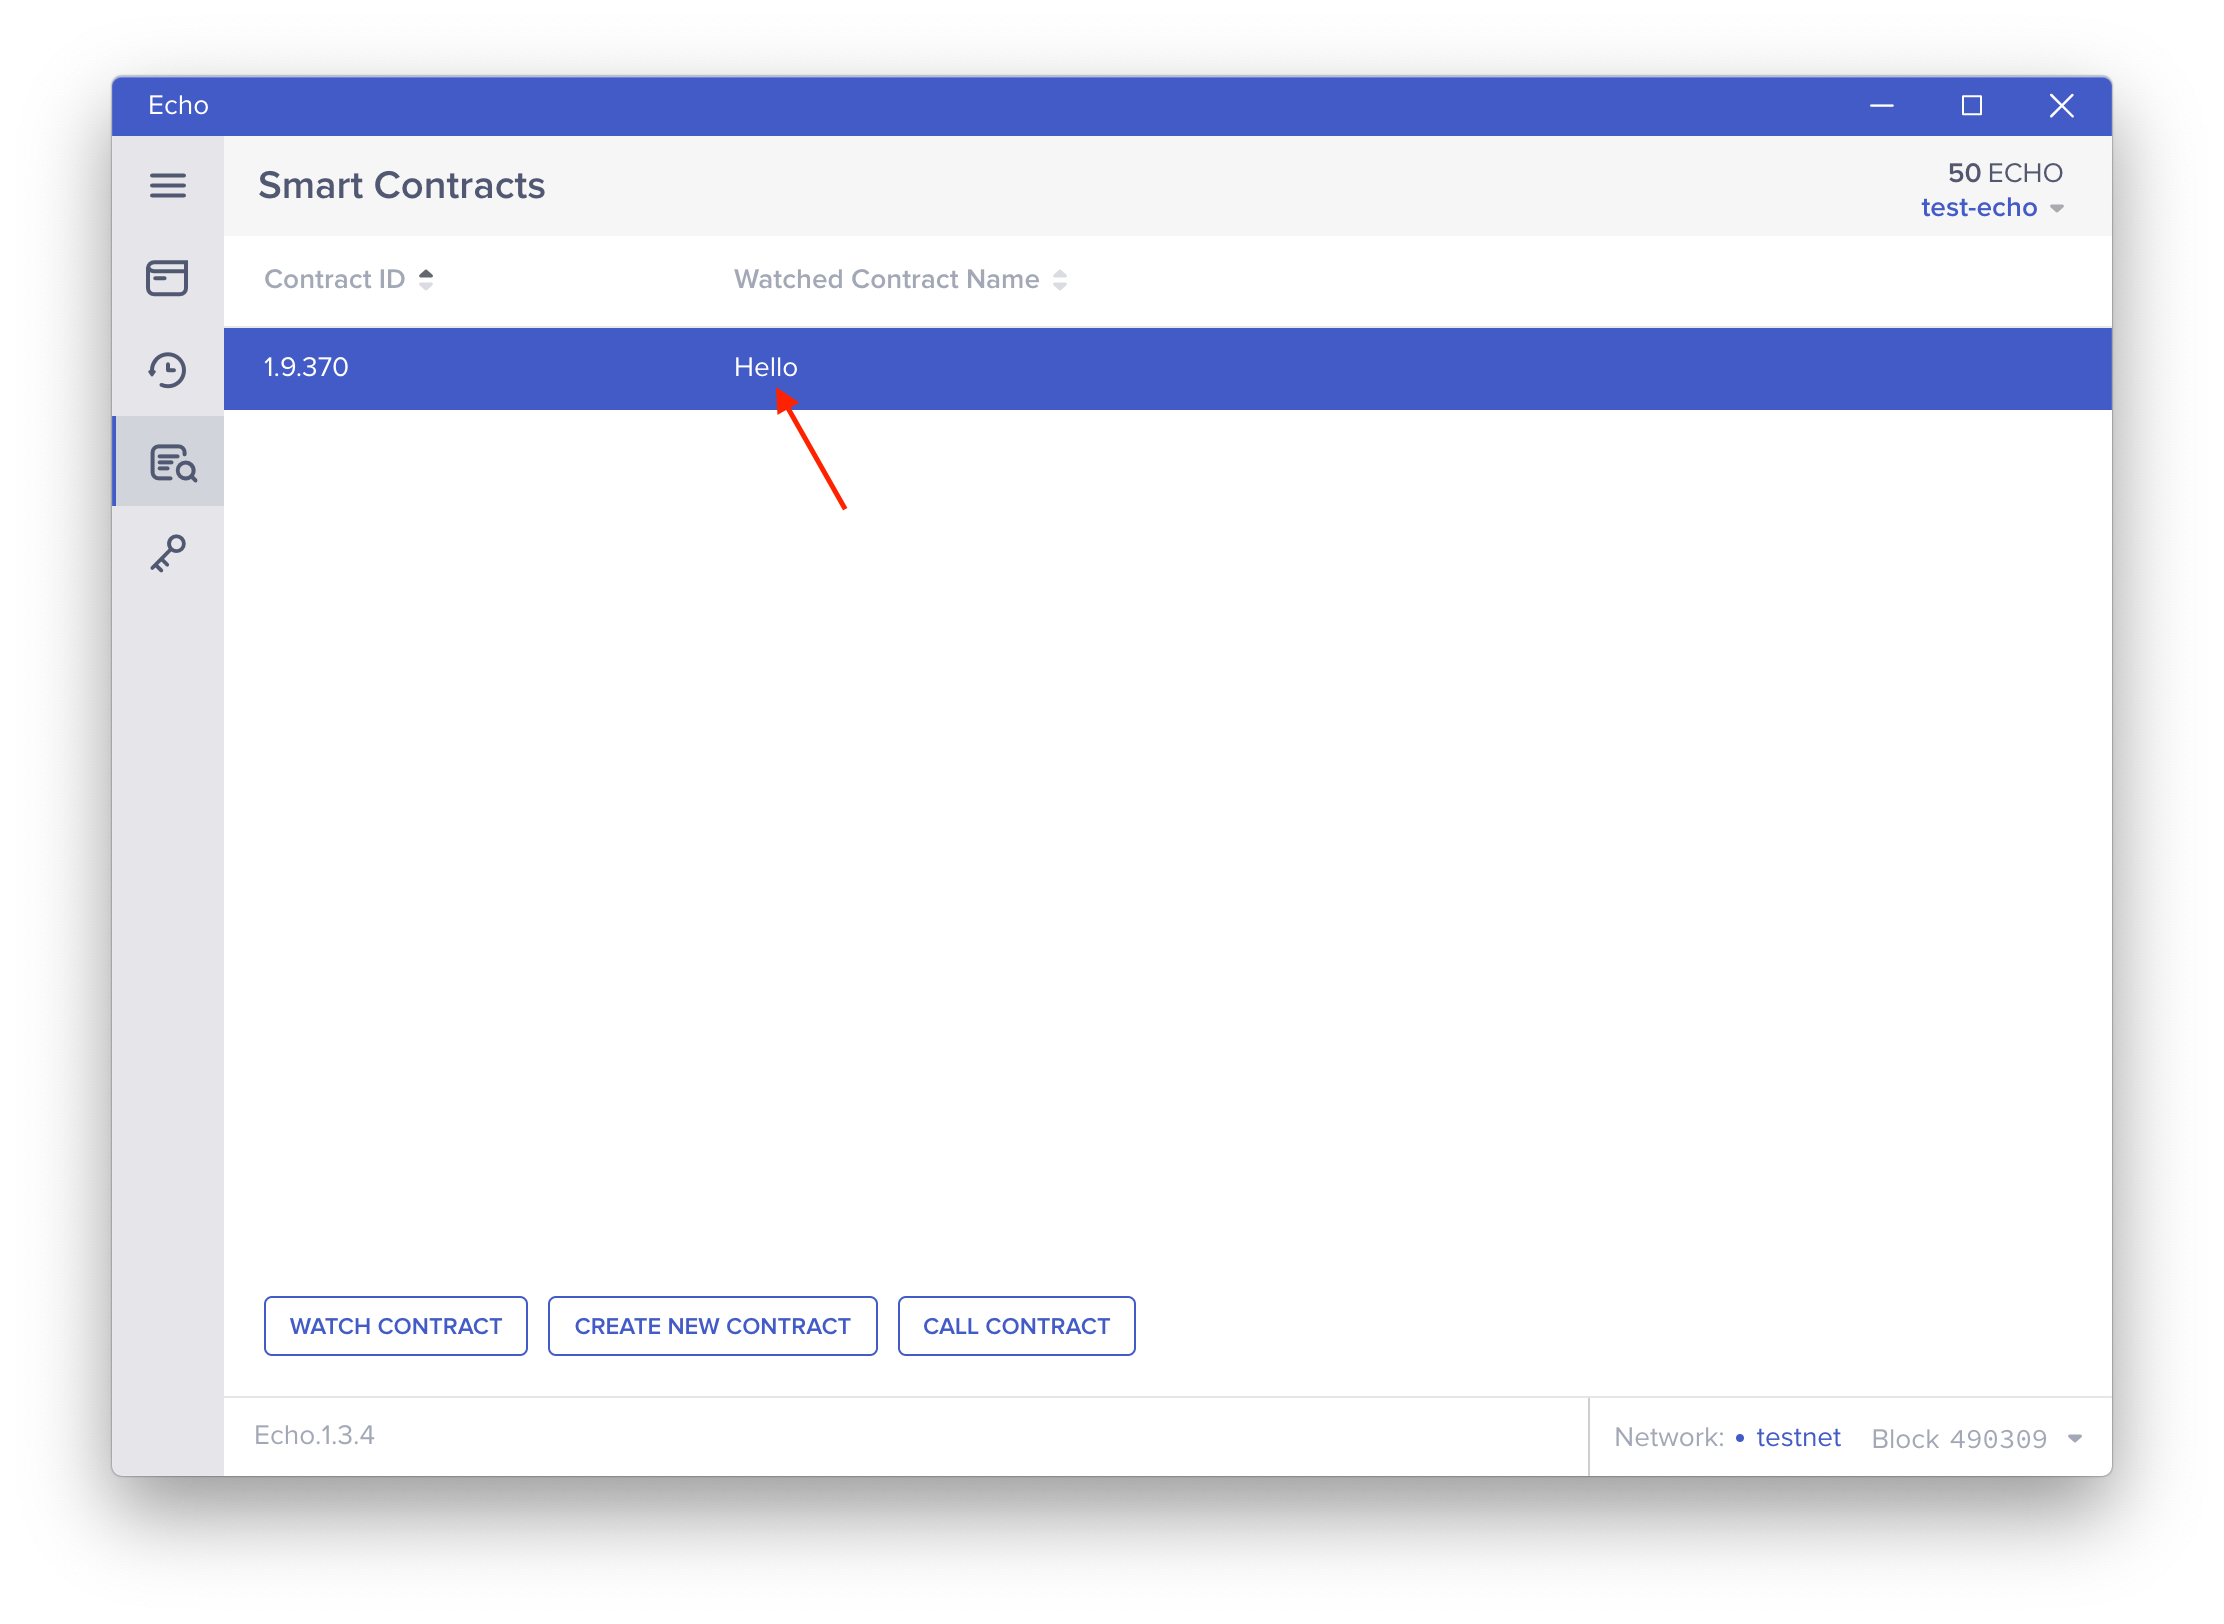 Echo
Smart Contracts
50 ECHO
test-echo
Contract ID
Watched Contract Name
1.9.370
Hello
WATCH CONTRACT
CREATE NEW CONTRACT
CALL CONTRACT
Echo.1.3.4
Network: • testnet
Block 490309